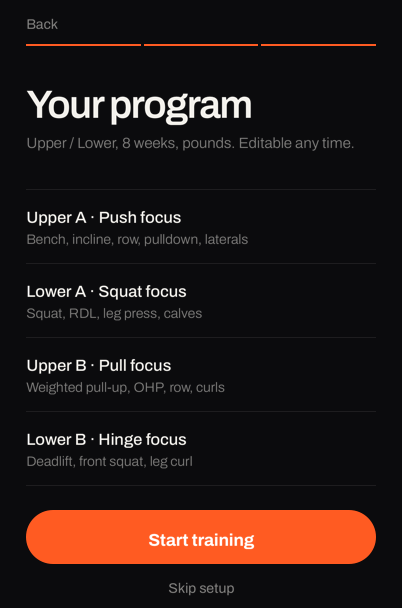 Back
Your program
Upper / Lower, 8 weeks, pounds. Editable any time.
Upper A · Push focus
Bench, incline, row, pulldown, laterals
Lower A · Squat focus
Squat, RDL, leg press, calves
Upper B · Pull focus
Weighted pull-up, OHP, row, curls
Lower B · Hinge focus
Deadlift, front squat, leg curl
Start training
Skip setup